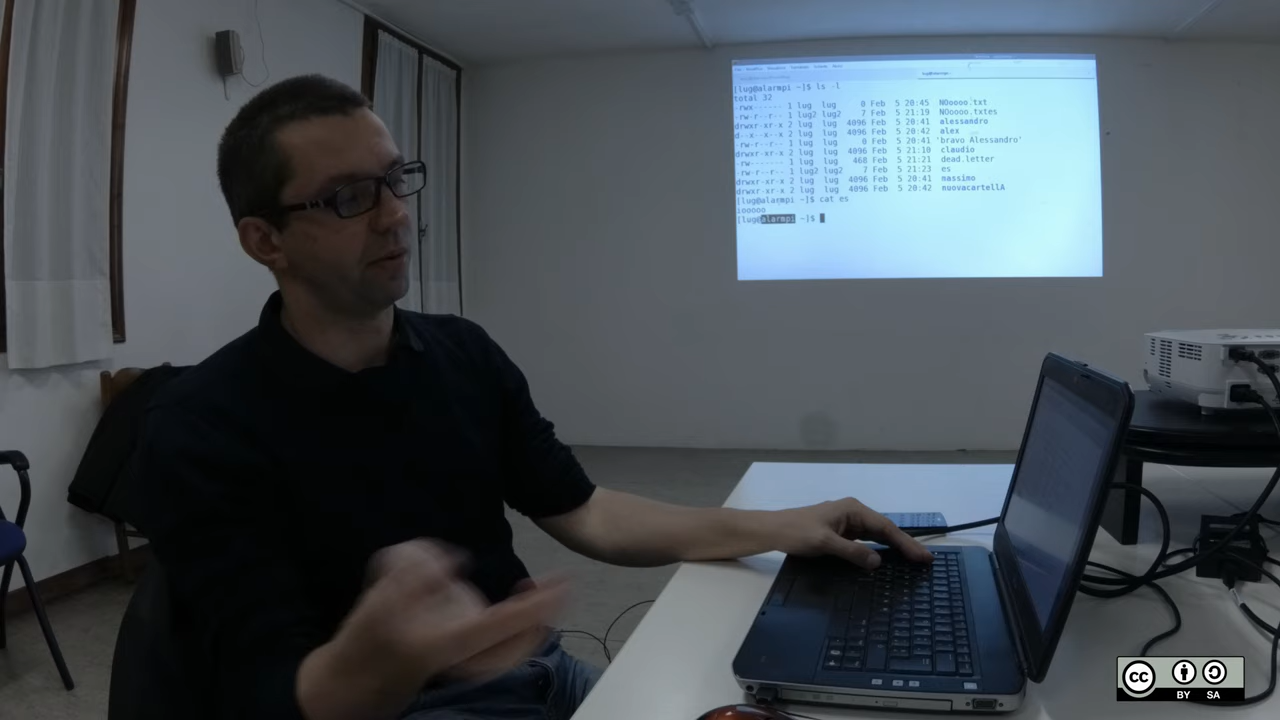 [lug@alarmpi ~]$ ls -l
total 32
-rwx------ 1 lug lug 0 Feb 5 20:45 NOoooo.txt
-rw-r--r-- 1 lug2 lug2 7 Feb 5 21:19 NOoooo.txtes
drwxr-xr-x 2 lug lug 4096 Feb 5 20:41 alessandro
d--x--x--x 2 lug lug 4096 Feb 5 20:42 alex
-rw-r--r-- 1 lug lug 0 Feb 5 20:41 'bravo Alessandro'
drwxr-xr-x 2 lug lug 4096 Feb 5 21:10 claudio
-rw------- 1 lug lug 468 Feb 5 21:21 dead.letter
-rw-r--r-- 1 lug2 lug2 7 Feb 5 21:23 es
drwxr-xr-x 2 lug lug 4096 Feb 5 20:41 massimo
drwxr-xr-x 2 lug lug 4096 Feb 5 20:42 nuovacartellA
[lug@alarmpi ~]$ cat es
iooooo
[lug@alarmpi ~]$
cc
BY SA